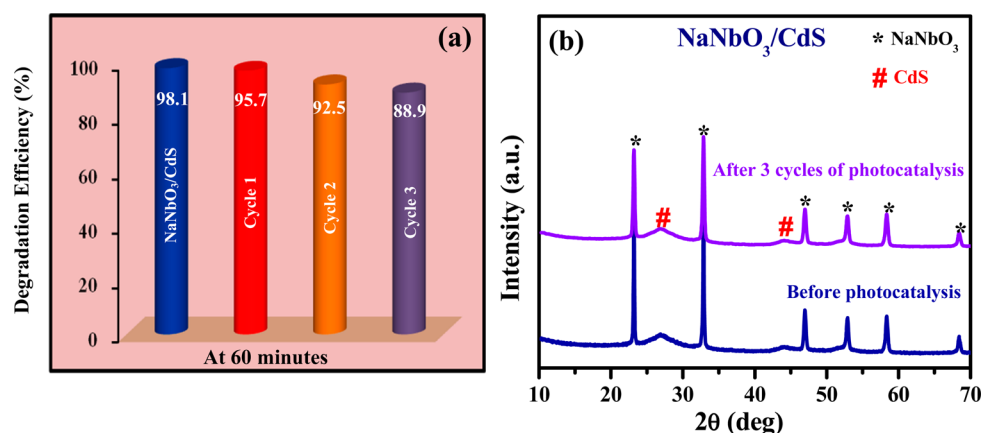 (a)
Degradation Efficiency (%)
100
80
60
40
20
0
98.1
95.7
92.5
88.9
NaNbO₃/CdS
Cycle 1
Cycle 2
Cycle 3
At 60 minutes
(b)
NaNbO₃/CdS
* NaNbO₃
# CdS
Intensity (a.u.)
* * * * * *
After 3 cycles of photocatalysis
# #
Before photocatalysis
10 20 30 40 50 60 70
2θ (deg)